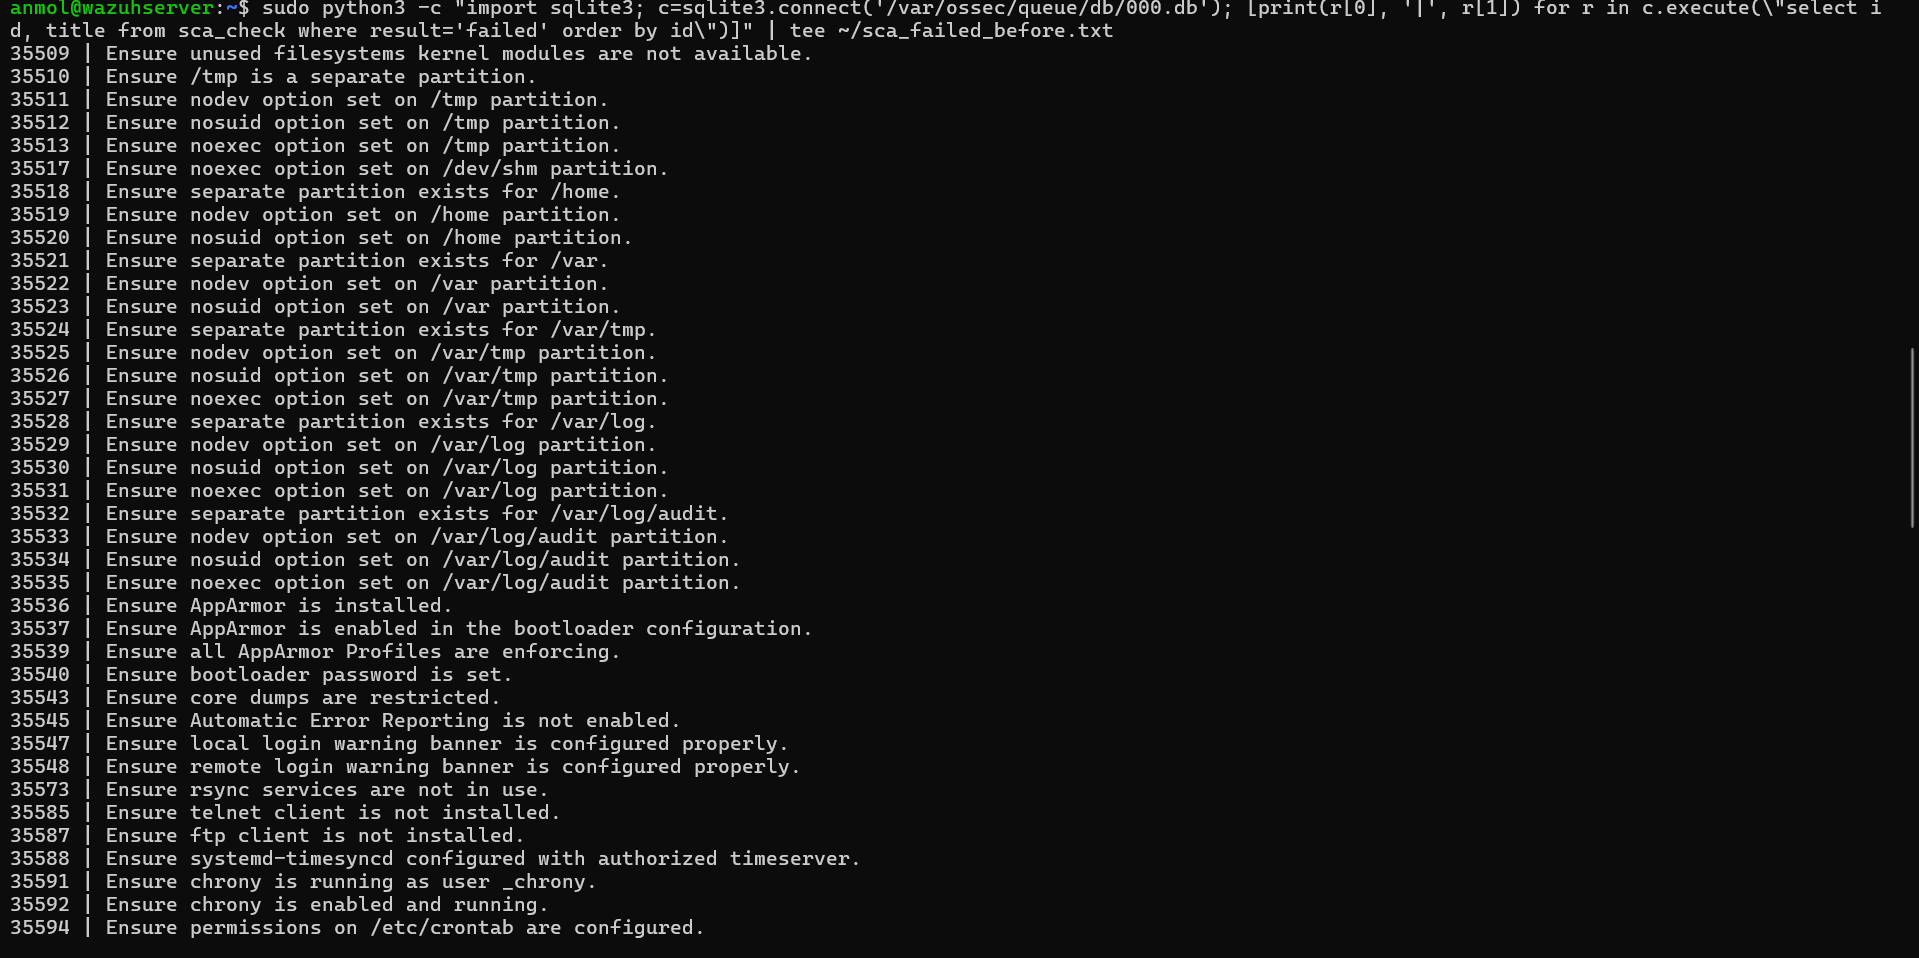 anmol@wazuhserver:~$ sudo python3 -c "import sqlite3; c=sqlite3.connect('/var/ossec/queue/db/000.db'); [print(r[0], '|', r[1]) for r in c.execute(\"select i
d, title from sca_check where result='failed' order by id\")]" | tee ~/sca_failed_before.txt
35509 | Ensure unused filesystems kernel modules are not available.
35510 | Ensure /tmp is a separate partition.
35511 | Ensure nodev option set on /tmp partition.
35512 | Ensure nosuid option set on /tmp partition.
35513 | Ensure noexec option set on /tmp partition.
35517 | Ensure noexec option set on /dev/shm partition.
35518 | Ensure separate partition exists for /home.
35519 | Ensure nodev option set on /home partition.
35520 | Ensure nosuid option set on /home partition.
35521 | Ensure separate partition exists for /var.
35522 | Ensure nodev option set on /var partition.
35523 | Ensure nosuid option set on /var partition.
35524 | Ensure separate partition exists for /var/tmp.
35525 | Ensure nodev option set on /var/tmp partition.
35526 | Ensure nosuid option set on /var/tmp partition.
35527 | Ensure noexec option set on /var/tmp partition.
35528 | Ensure separate partition exists for /var/log.
35529 | Ensure nodev option set on /var/log partition.
35530 | Ensure nosuid option set on /var/log partition.
35531 | Ensure noexec option set on /var/log partition.
35532 | Ensure separate partition exists for /var/log/audit.
35533 | Ensure nodev option set on /var/log/audit partition.
35534 | Ensure nosuid option set on /var/log/audit partition.
35535 | Ensure noexec option set on /var/log/audit partition.
35536 | Ensure AppArmor is installed.
35537 | Ensure AppArmor is enabled in the bootloader configuration.
35539 | Ensure all AppArmor Profiles are enforcing.
35540 | Ensure bootloader password is set.
35543 | Ensure core dumps are restricted.
35545 | Ensure Automatic Error Reporting is not enabled.
35547 | Ensure local login warning banner is configured properly.
35548 | Ensure remote login warning banner is configured properly.
35573 | Ensure rsync services are not in use.
35585 | Ensure telnet client is not installed.
35587 | Ensure ftp client is not installed.
35588 | Ensure systemd-timesyncd configured with authorized timeserver.
35591 | Ensure chrony is running as user _chrony.
35592 | Ensure chrony is enabled and running.
35594 | Ensure permissions on /etc/crontab are configured.